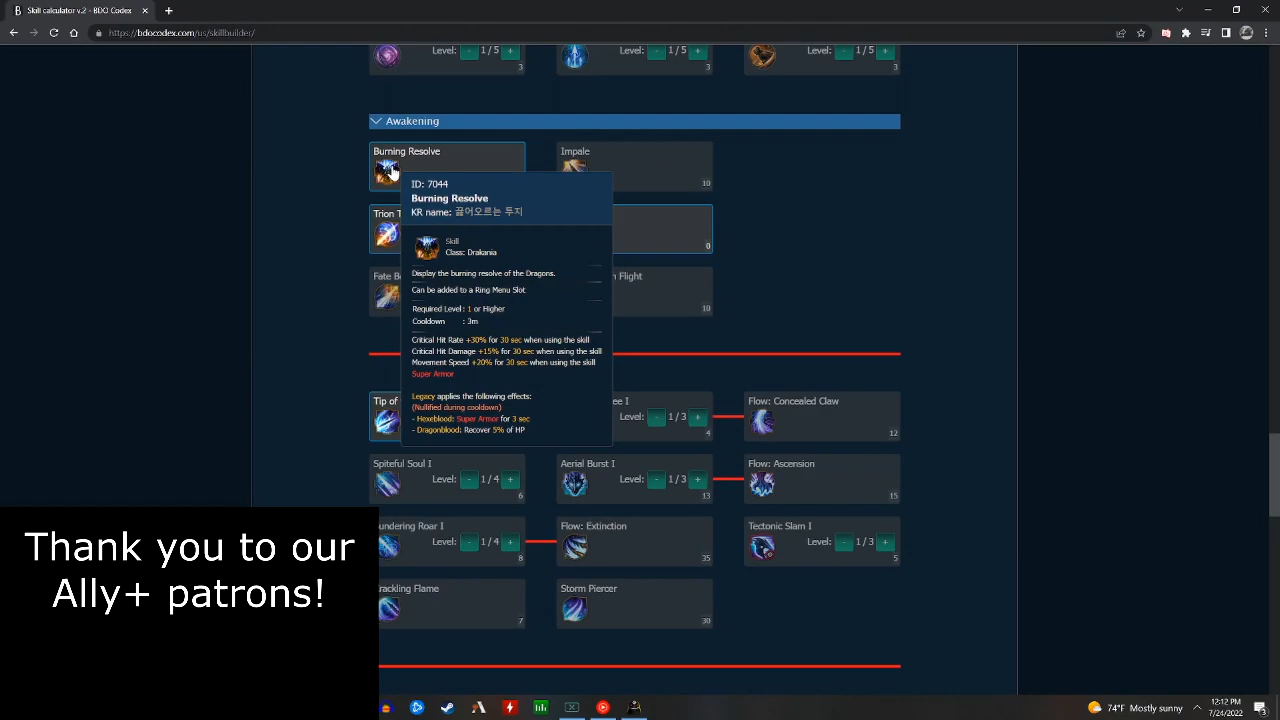 Skill calculator v.2 - BDO Codex
https://bdocodex.com/us/skillbuilder/
Level: - 1 / 5 +
3
Level: - 1 / 5 +
3
Level: - 1 / 5 +
3
Awakening
Burning Resolve
Impale
10
Trion T
0
Fate B
Flight
10
ID: 7044
Burning Resolve
KR name: 끓어오르는 투지
Skill
Class: Drakania
Display the burning resolve of the Dragons.
Can be added to a Ring Menu Slot
Required Level : 1 or Higher
Cooldown : 3m
Critical Hit Rate +30% for 30 sec when using the skill
Critical Hit Damage +15% for 30 sec when using the skill
Movement Speed +20% for 30 sec when using the skill
Super Armor
Legacy applies the following effects:
(Nullified during cooldown)
- Hexeblood: Super Armor for 3 sec
- Dragonblood: Recover 5% of HP
Tip of
ee I
Level: - 1 / 3 +
4
Flow: Concealed Claw
12
Spiteful Soul I
Level: - 1 / 4 +
6
Aerial Burst I
Level: - 1 / 3 +
13
Flow: Ascension
15
undering Roar I
Level: - 1 / 4 +
8
Flow: Extinction
35
Tectonic Slam I
Level: - 1 / 3 +
5
rackling Flame
7
Storm Piercer
30
Thank you to our
Ally+ patrons!
74°F Mostly sunny
12:12 PM
7/24/2022